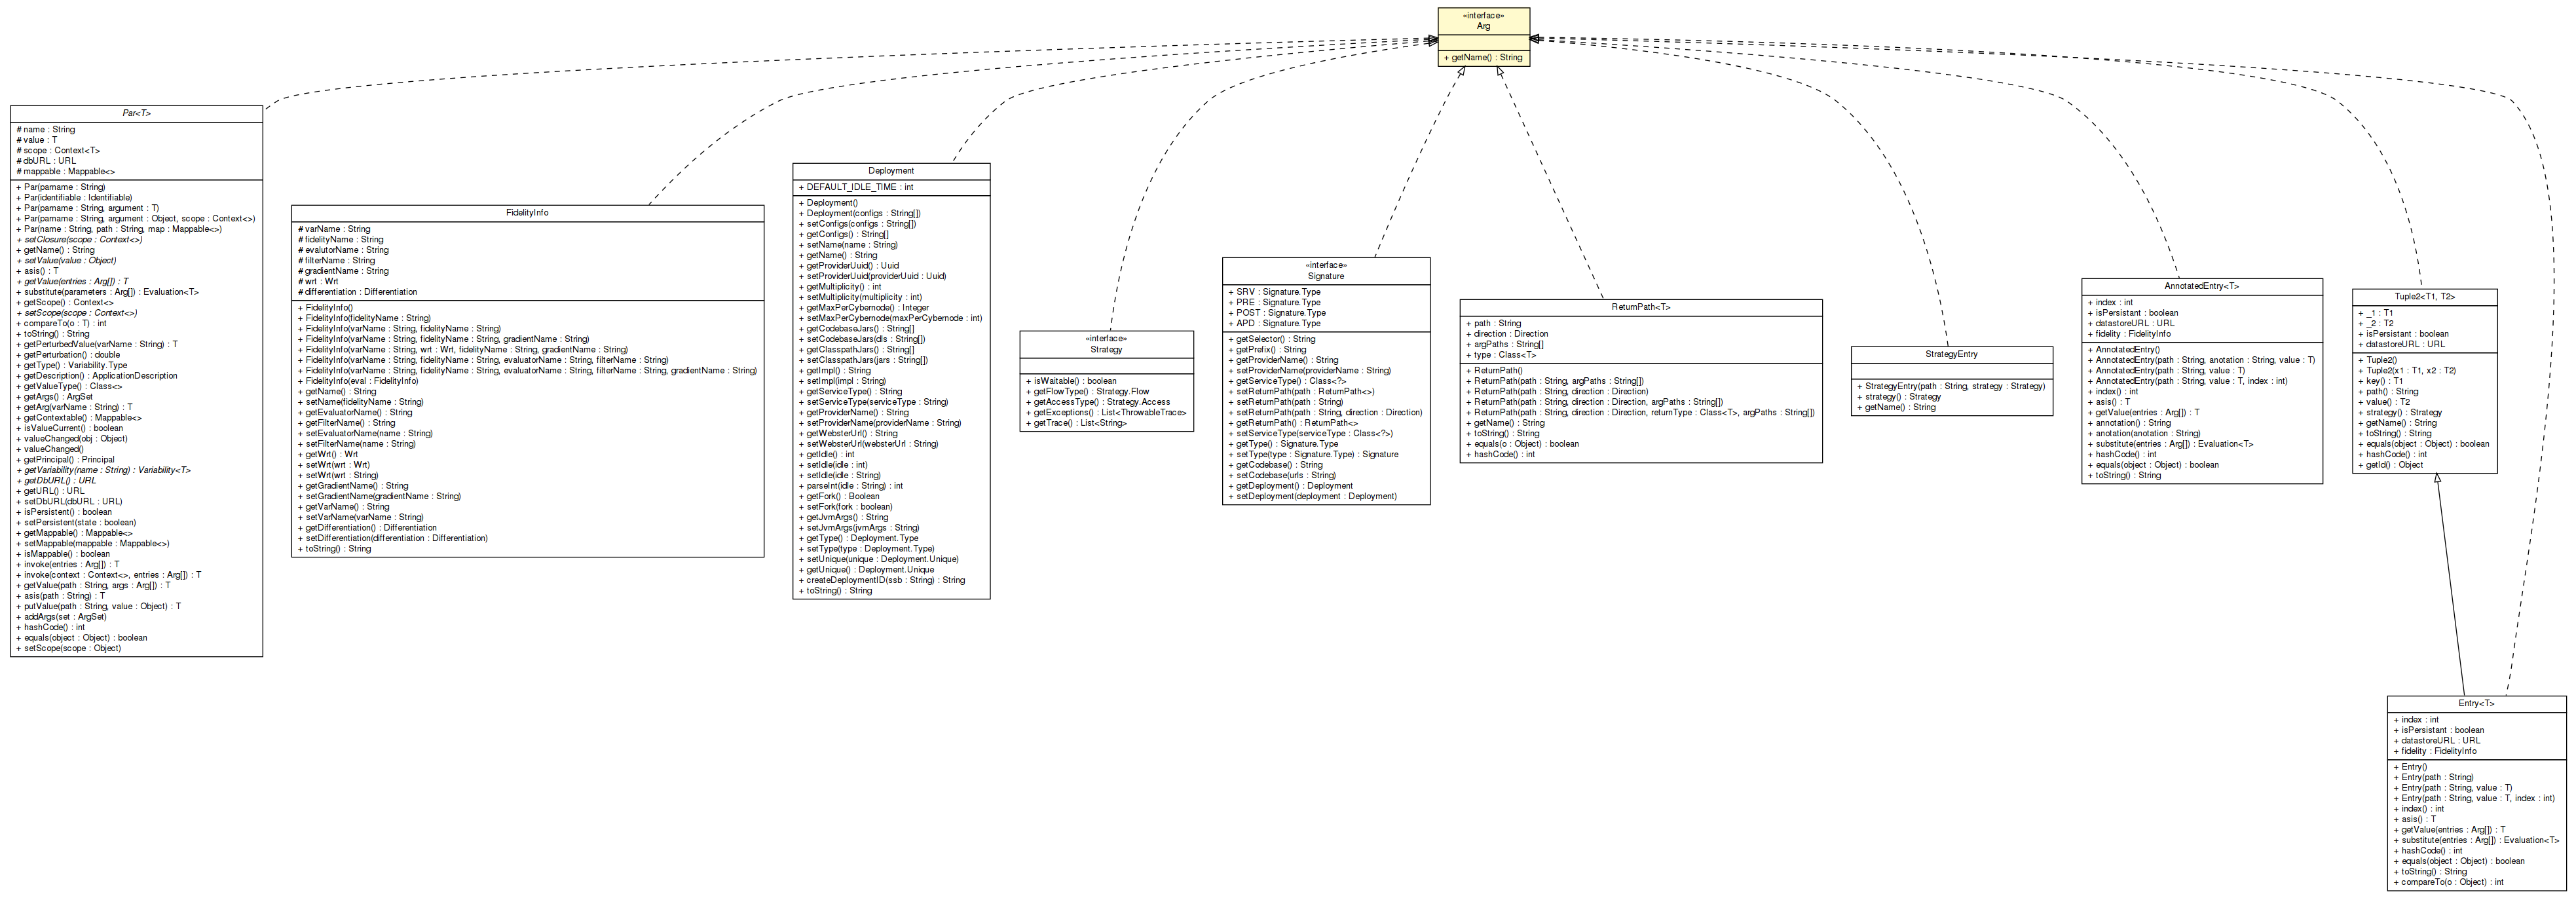 «interface»
Arg
+ getName() : String
Par<T>
# name : String
# value : T
# scope : Context<T>
# dbURL : URL
# mappable : Mappable<>
+ Par(parname : String)
+ Par(identifiable : Identifiable)
+ Par(parname : String, argument : T)
+ Par(parname : String, argument : Object, scope : Context<>)
+ Par(name : String, path : String, map : Mappable<>)
+ setClosure(scope : Context<>)
+ getName() : String
+ setValue(value : Object)
+ asis() : T
+ getValue(entries : Arg[]) : T
+ substitute(parameters : Arg[]) : Evaluation<T>
+ getScope() : Context<>
+ setScope(scope : Context<>)
+ compareTo(o : T) : int
+ toString() : String
+ getPerturbedValue(varName : String) : T
+ getPerturbation() : double
+ getType() : Variability.Type
+ getDescription() : ApplicationDescription
+ getValueType() : Class<>
+ getArgs() : ArgSet
+ getArg(varName : String) : T
+ getContextable() : Mappable<>
+ isValueCurrent() : boolean
+ valueChanged(obj : Object)
+ valueChanged()
+ getPrincipal() : Principal
+ getVariability(name : String) : Variability<T>
+ getDbURL() : URL
+ getURL() : URL
+ setDbURL(dbURL : URL)
+ isPersistent() : boolean
+ setPersistent(state : boolean)
+ getMappable() : Mappable<>
+ setMappable(mappable : Mappable<>)
+ isMappable() : boolean
+ invoke(entries : Arg[]) : T
+ invoke(context : Context<>, entries : Arg[]) : T
+ getValue(path : String, args : Arg[]) : T
+ asis(path : String) : T
+ putValue(path : String, value : Object) : T
+ addArgs(set : ArgSet)
+ hashCode() : int
+ equals(object : Object) : boolean
+ setScope(scope : Object)
FidelityInfo
# varName : String
# fidelityName : String
# evalutorName : String
# filterName : String
# gradientName : String
# wrt : Wrt
# differentiation : Differentiation
+ FidelityInfo()
+ FidelityInfo(fidelityName : String)
+ FidelityInfo(varName : String, fidelityName : String)
+ FidelityInfo(varName : String, fidelityName : String, gradientName : String)
+ FidelityInfo(varName : String, wrt : Wrt, fidelityName : String, gradientName : String)
+ FidelityInfo(varName : String, fidelityName : String, evaluatorName : String, filterName : String)
+ FidelityInfo(varName : String, fidelityName : String, evaluatorName : String, filterName : String, gradientName : String)
+ FidelityInfo(eval : FidelityInfo)
+ getName() : String
+ setName(fidelityName : String)
+ getEvaluatorName() : String
+ getFilterName() : String
+ setEvaluatorName(name : String)
+ setFilterName(name : String)
+ getWrt() : Wrt
+ setWrt(wrt : Wrt)
+ setWrt(wrt : String)
+ getGradientName() : String
+ setGradientName(gradientName : String)
+ getVarName() : String
+ setVarName(varName : String)
+ getDifferentiation() : Differentiation
+ setDifferentiation(differentiation : Differentiation)
+ toString() : String
Deployment
+ DEFAULT_IDLE_TIME : int
+ Deployment()
+ Deployment(configs : String[])
+ setConfigs(configs : String[])
+ getConfigs() : String[]
+ setName(name : String)
+ getName() : String
+ getProviderUuid() : Uuid
+ setProviderUuid(providerUuid : Uuid)
+ getMultiplicity() : int
+ setMultiplicity(multiplicity : int)
+ getMaxPerCybernode() : Integer
+ setMaxPerCybernode(maxPerCybernode : int)
+ getCodebaseJars() : String[]
+ setCodebaseJars(dls : String[])
+ getClasspathJars() : String[]
+ setClasspathJars(jars : String[])
+ getImpl() : String
+ setImpl(impl : String)
+ getServiceType() : String
+ setServiceType(serviceType : String)
+ getProviderName() : String
+ setProviderName(providerName : String)
+ getWebsterUrl() : String
+ setWebsterUrl(websterUrl : String)
+ getIdle() : int
+ setIdle(idle : int)
+ setIdle(idle : String)
+ parseInt(idle : String) : int
+ getFork() : Boolean
+ setFork(fork : boolean)
+ getJvmArgs() : String
+ setJvmArgs(jvmArgs : String)
+ getType() : Deployment.Type
+ setType(type : Deployment.Type)
+ setUnique(unique : Deployment.Unique)
+ getUnique() : Deployment.Unique
+ createDeploymentID(ssb : String) : String
+ toString() : String
«interface»
Strategy
+ isWaitable() : boolean
+ getFlowType() : Strategy.Flow
+ getAccessType() : Strategy.Access
+ getExceptions() : List<ThrowableTrace>
+ getTrace() : List<String>
«interface»
Signature
+ SRV : Signature.Type
+ PRE : Signature.Type
+ POST : Signature.Type
+ APD : Signature.Type
+ getSelector() : String
+ getPrefix() : String
+ getProviderName() : String
+ setProviderName(providerName : String)
+ getServiceType() : Class<?>
+ setReturnPath(path : ReturnPath<>)
+ setReturnPath(path : String)
+ setReturnPath(path : String, direction : Direction)
+ getReturnPath() : ReturnPath<>
+ setServiceType(serviceType : Class<?>)
+ getType() : Signature.Type
+ setType(type : Signature.Type) : Signature
+ getCodebase() : String
+ setCodebase(urls : String)
+ getDeployment() : Deployment
+ setDeployment(deployment : Deployment)
ReturnPath<T>
+ path : String
+ direction : Direction
+ argPaths : String[]
+ type : Class<T>
+ ReturnPath()
+ ReturnPath(path : String, argPaths : String[])
+ ReturnPath(path : String, direction : Direction)
+ ReturnPath(path : String, direction : Direction, argPaths : String[])
+ ReturnPath(path : String, direction : Direction, returnType : Class<T>, argPaths : String[])
+ getName() : String
+ toString() : String
+ equals(o : Object) : boolean
+ hashCode() : int
StrategyEntry
+ StrategyEntry(path : String, strategy : Strategy)
+ strategy() : Strategy
+ getName() : String
AnnotatedEntry<T>
+ index : int
+ isPersistant : boolean
+ datastoreURL : URL
+ fidelity : FidelityInfo
+ AnnotatedEntry()
+ AnnotatedEntry(path : String, anotation : String, value : T)
+ AnnotatedEntry(path : String, value : T)
+ AnnotatedEntry(path : String, value : T, index : int)
+ index() : int
+ asis() : T
+ getValue(entries : Arg[]) : T
+ annotation() : String
+ anotation(anotation : String)
+ substitute(entries : Arg[]) : Evaluation<T>
+ hashCode() : int
+ equals(object : Object) : boolean
+ toString() : String
Tuple2<T1, T2>
+ _1 : T1
+ _2 : T2
+ isPersistant : boolean
+ datastoreURL : URL
+ Tuple2()
+ Tuple2(x1 : T1, x2 : T2)
+ key() : T1
+ path() : String
+ value() : T2
+ strategy() : Strategy
+ getName() : String
+ toString() : String
+ equals(object : Object) : boolean
+ hashCode() : int
+ getId() : Object
Entry<T>
+ index : int
+ isPersistant : boolean
+ datastoreURL : URL
+ fidelity : FidelityInfo
+ Entry()
+ Entry(path : String)
+ Entry(path : String, value : T)
+ Entry(path : String, value : T, index : int)
+ index() : int
+ asis() : T
+ getValue(entries : Arg[]) : T
+ substitute(entries : Arg[]) : Evaluation<T>
+ hashCode() : int
+ equals(object : Object) : boolean
+ toString() : String
+ compareTo(o : Object) : int